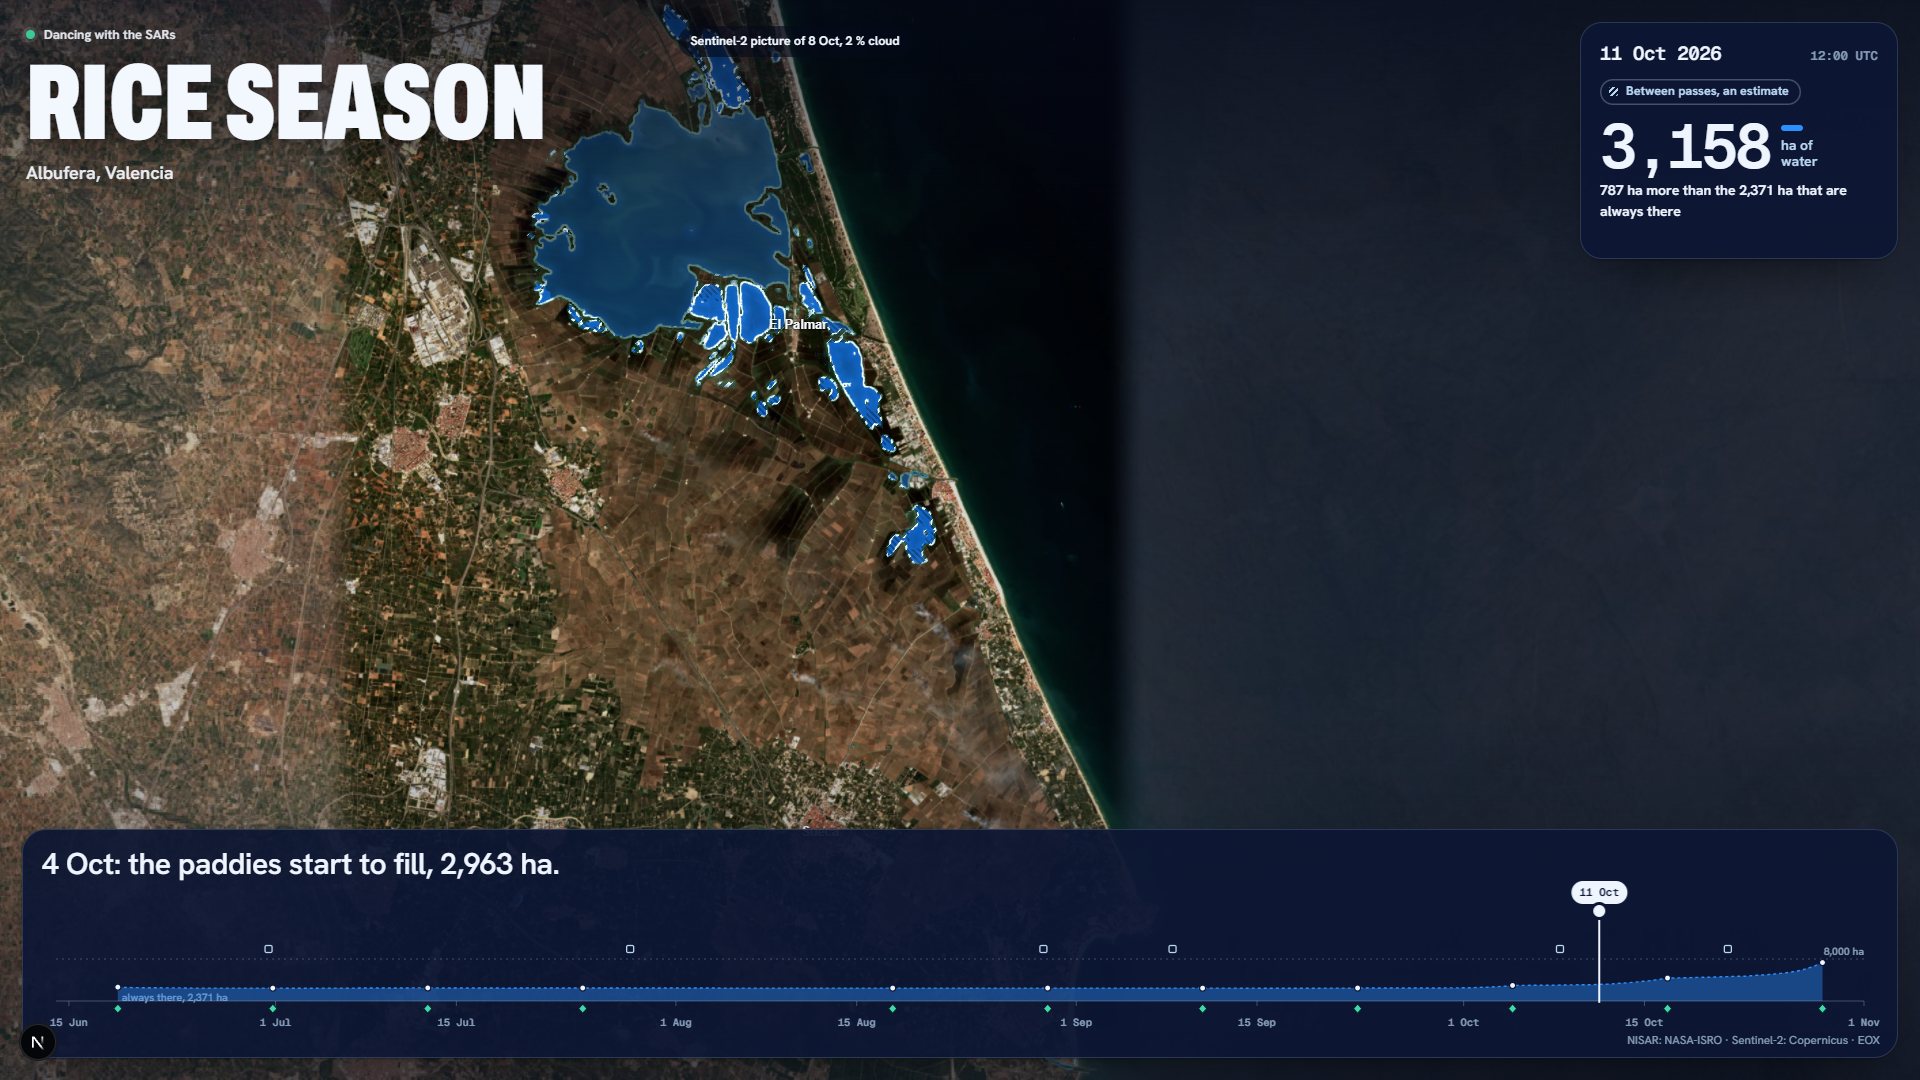 Dancing with the SARs
RICE SEASON
Albufera, Valencia
Sentinel-2 picture of 8 Oct, 2 % cloud
11 Oct 2026
12:00 UTC
Between passes, an estimate
3,158
ha of
water
787 ha more than the 2,371 ha that are
always there
El Palmar
4 Oct: the paddies start to fill, 2,963 ha.
11 Oct
8,000 ha
always there, 2,371 ha
15 Jun
1 Jul
15 Jul
1 Aug
15 Aug
1 Sep
15 Sep
1 Oct
15 Oct
1 Nov
N
NISAR: NASA-ISRO · Sentinel-2: Copernicus · EOX